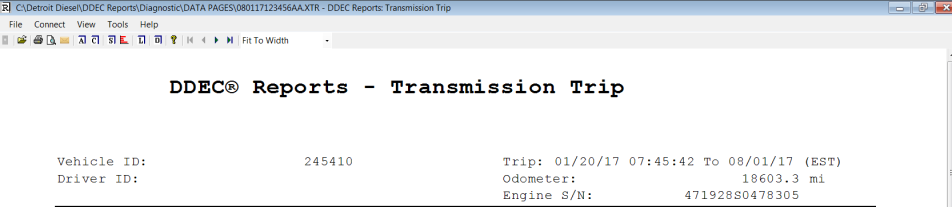 C:\Detroit Diesel\DDEC Reports\Diagnostic\DATA PAGES\080117123456AA.XTR - DDEC Reports: Transmission Trip
File Connect View Tools Help
A C S E L D ? Fit To Width
DDEC® Reports - Transmission Trip
Vehicle ID: 245410 Trip: 01/20/17 07:45:42 To 08/01/17 (EST)
Driver ID: Odometer: 18603.3 mi
Engine S/N: 471928S0478305